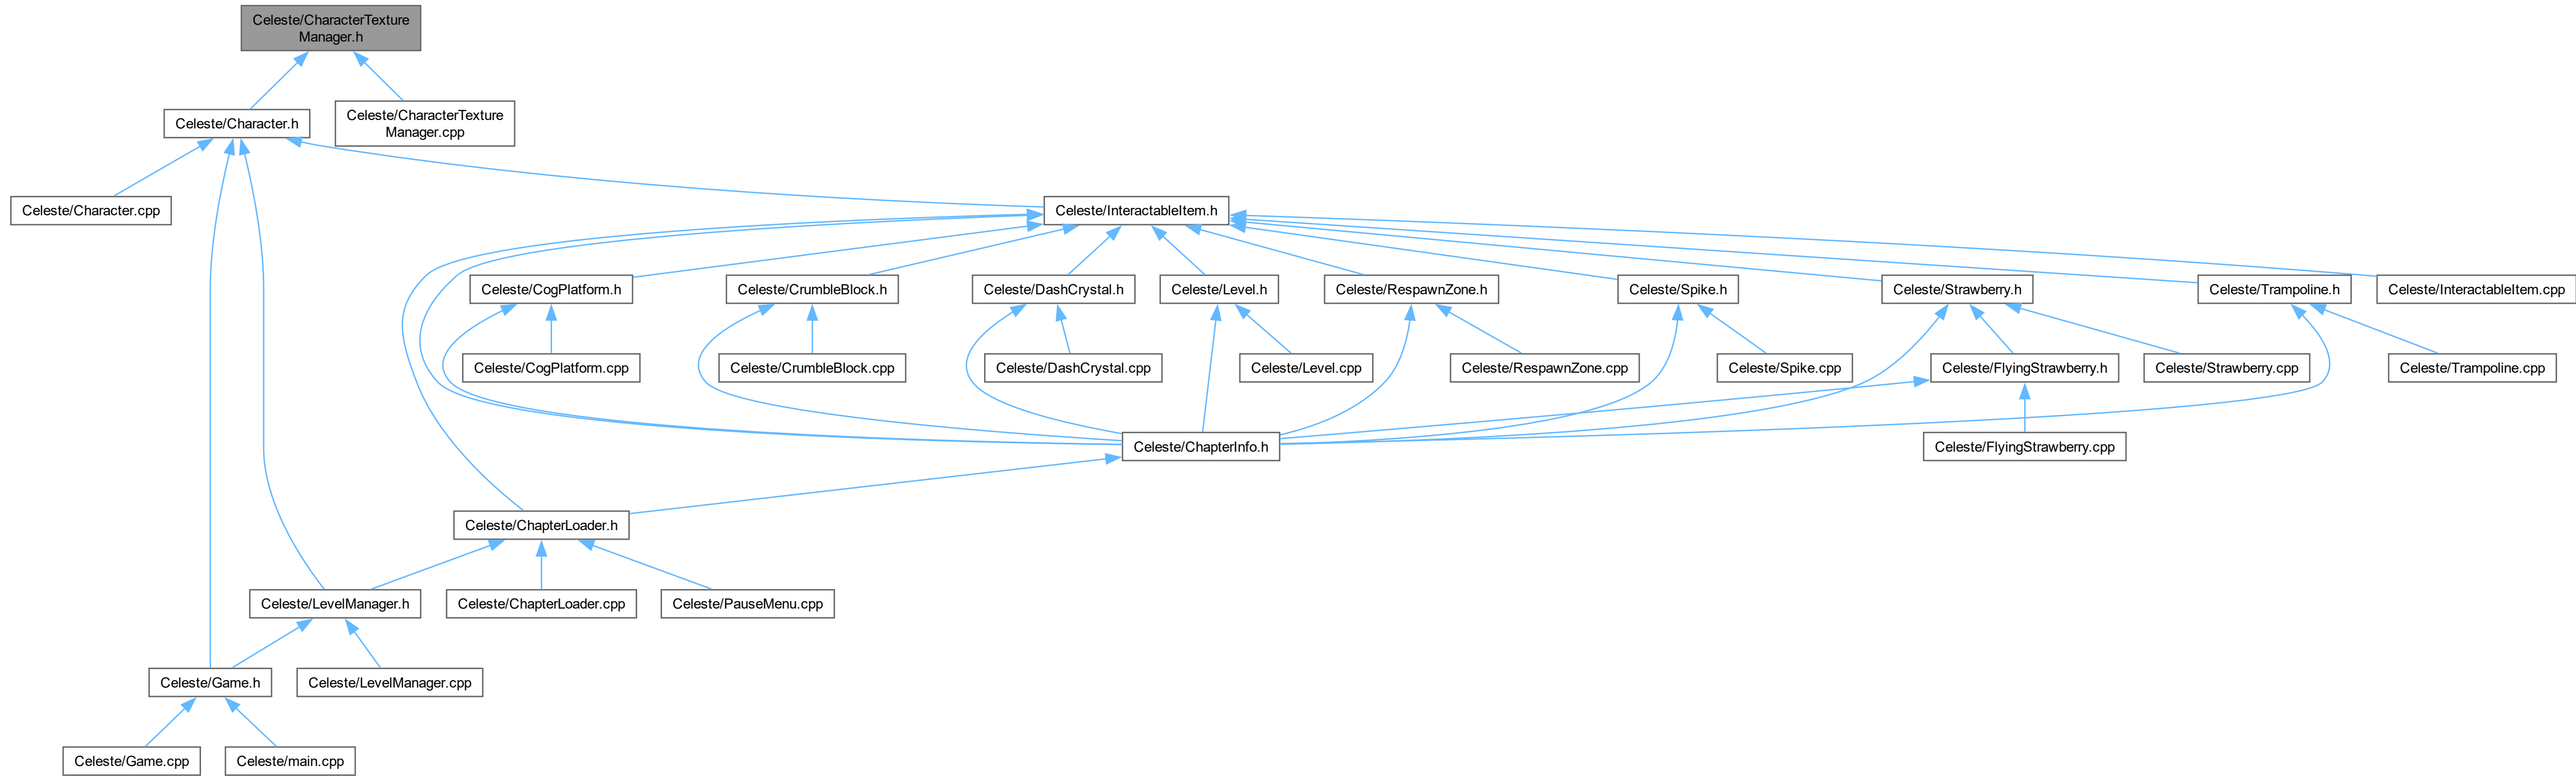 Celeste/CharacterTexture
Manager.h
Celeste/Character.h
Celeste/CharacterTexture
Manager.cpp
Celeste/Character.cpp
Celeste/InteractableItem.h
Celeste/CogPlatform.h
Celeste/CrumbleBlock.h
Celeste/DashCrystal.h
Celeste/Level.h
Celeste/RespawnZone.h
Celeste/Spike.h
Celeste/Strawberry.h
Celeste/Trampoline.h
Celeste/InteractableItem.cpp
Celeste/CogPlatform.cpp
Celeste/CrumbleBlock.cpp
Celeste/DashCrystal.cpp
Celeste/Level.cpp
Celeste/RespawnZone.cpp
Celeste/Spike.cpp
Celeste/FlyingStrawberry.h
Celeste/Strawberry.cpp
Celeste/Trampoline.cpp
Celeste/ChapterInfo.h
Celeste/FlyingStrawberry.cpp
Celeste/ChapterLoader.h
Celeste/LevelManager.h
Celeste/ChapterLoader.cpp
Celeste/PauseMenu.cpp
Celeste/Game.h
Celeste/LevelManager.cpp
Celeste/Game.cpp
Celeste/main.cpp